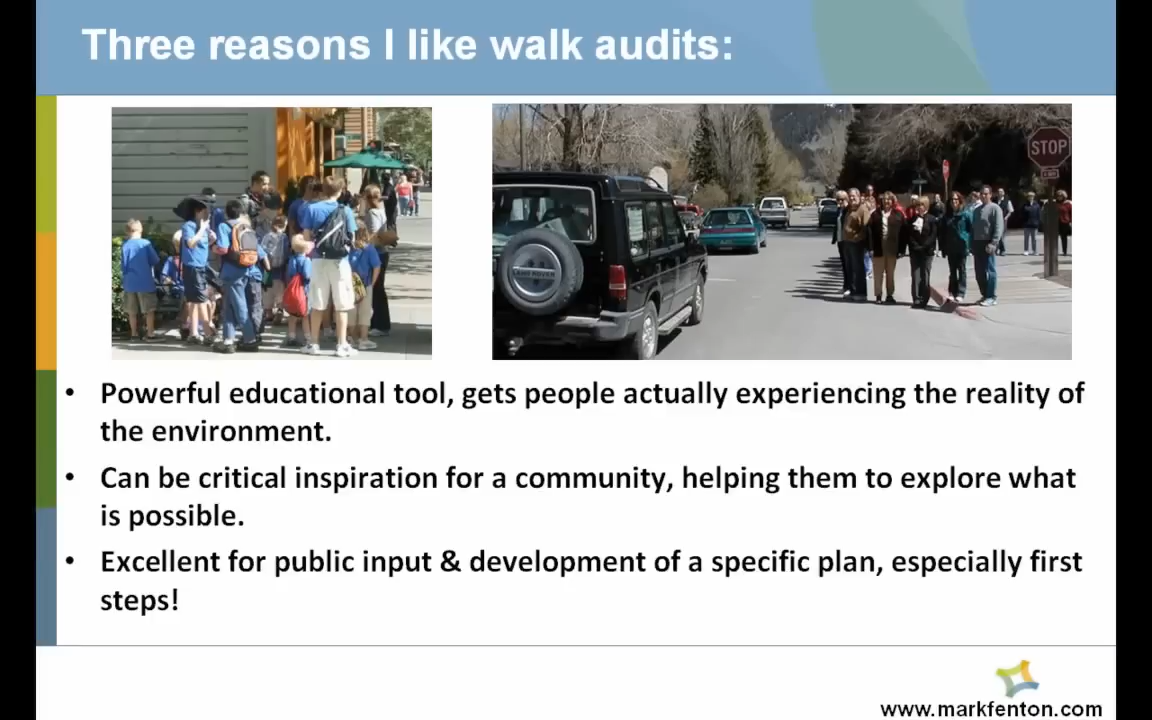 Three reasons I like walk audits:
STOP
LAND ROVER
• Powerful educational tool, gets people actually experiencing the reality of
the environment.
• Can be critical inspiration for a community, helping them to explore what
is possible.
• Excellent for public input & development of a specific plan, especially first
steps!
www.markfenton.com